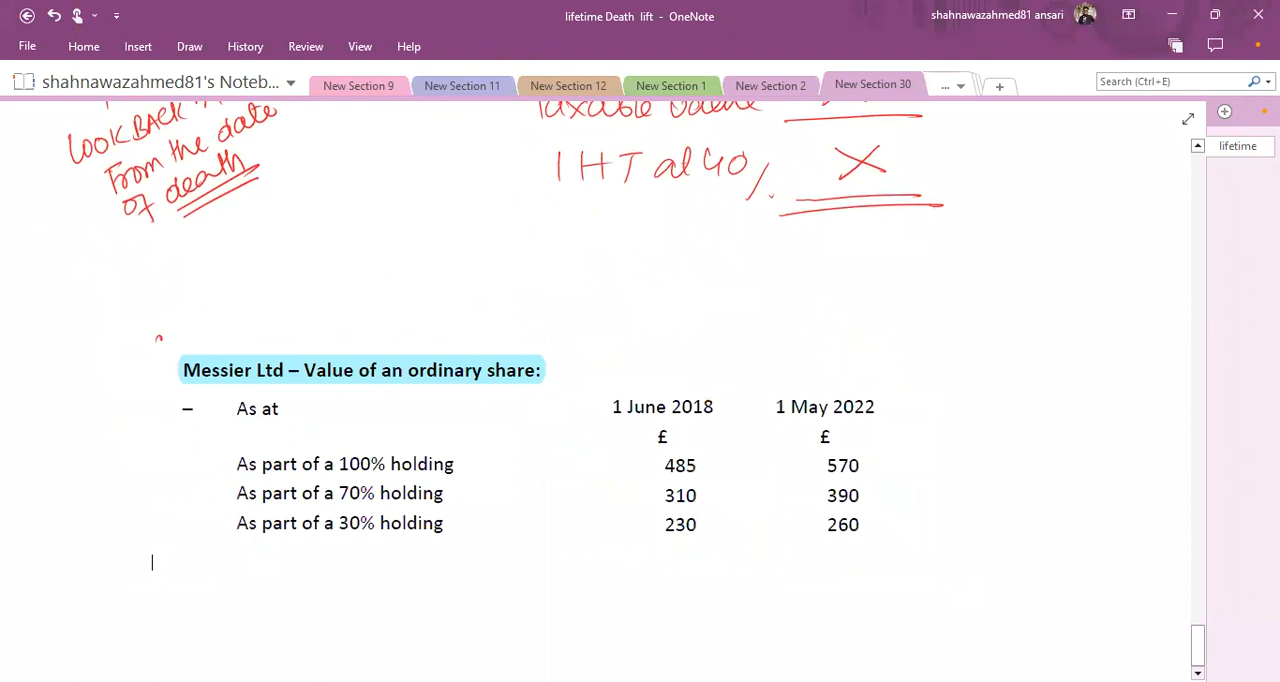 lifetime Death lift - OneNote
shahnawazahmed81 ansari
File Home Insert Draw History Review View Help
shahnawazahmed81's Noteb...
New Section 9 New Section 11 New Section 12 New Section 1 New Section 2 New Section 30 ... +
Search (Ctrl+E)
lifetime
LOOK BACK
From the date
of death
Taxable
IHT at 40%
X
Messier Ltd – Value of an ordinary share:
– As at 1 June 2018 1 May 2022
£ £
As part of a 100% holding 485 570
As part of a 70% holding 310 390
As part of a 30% holding 230 260